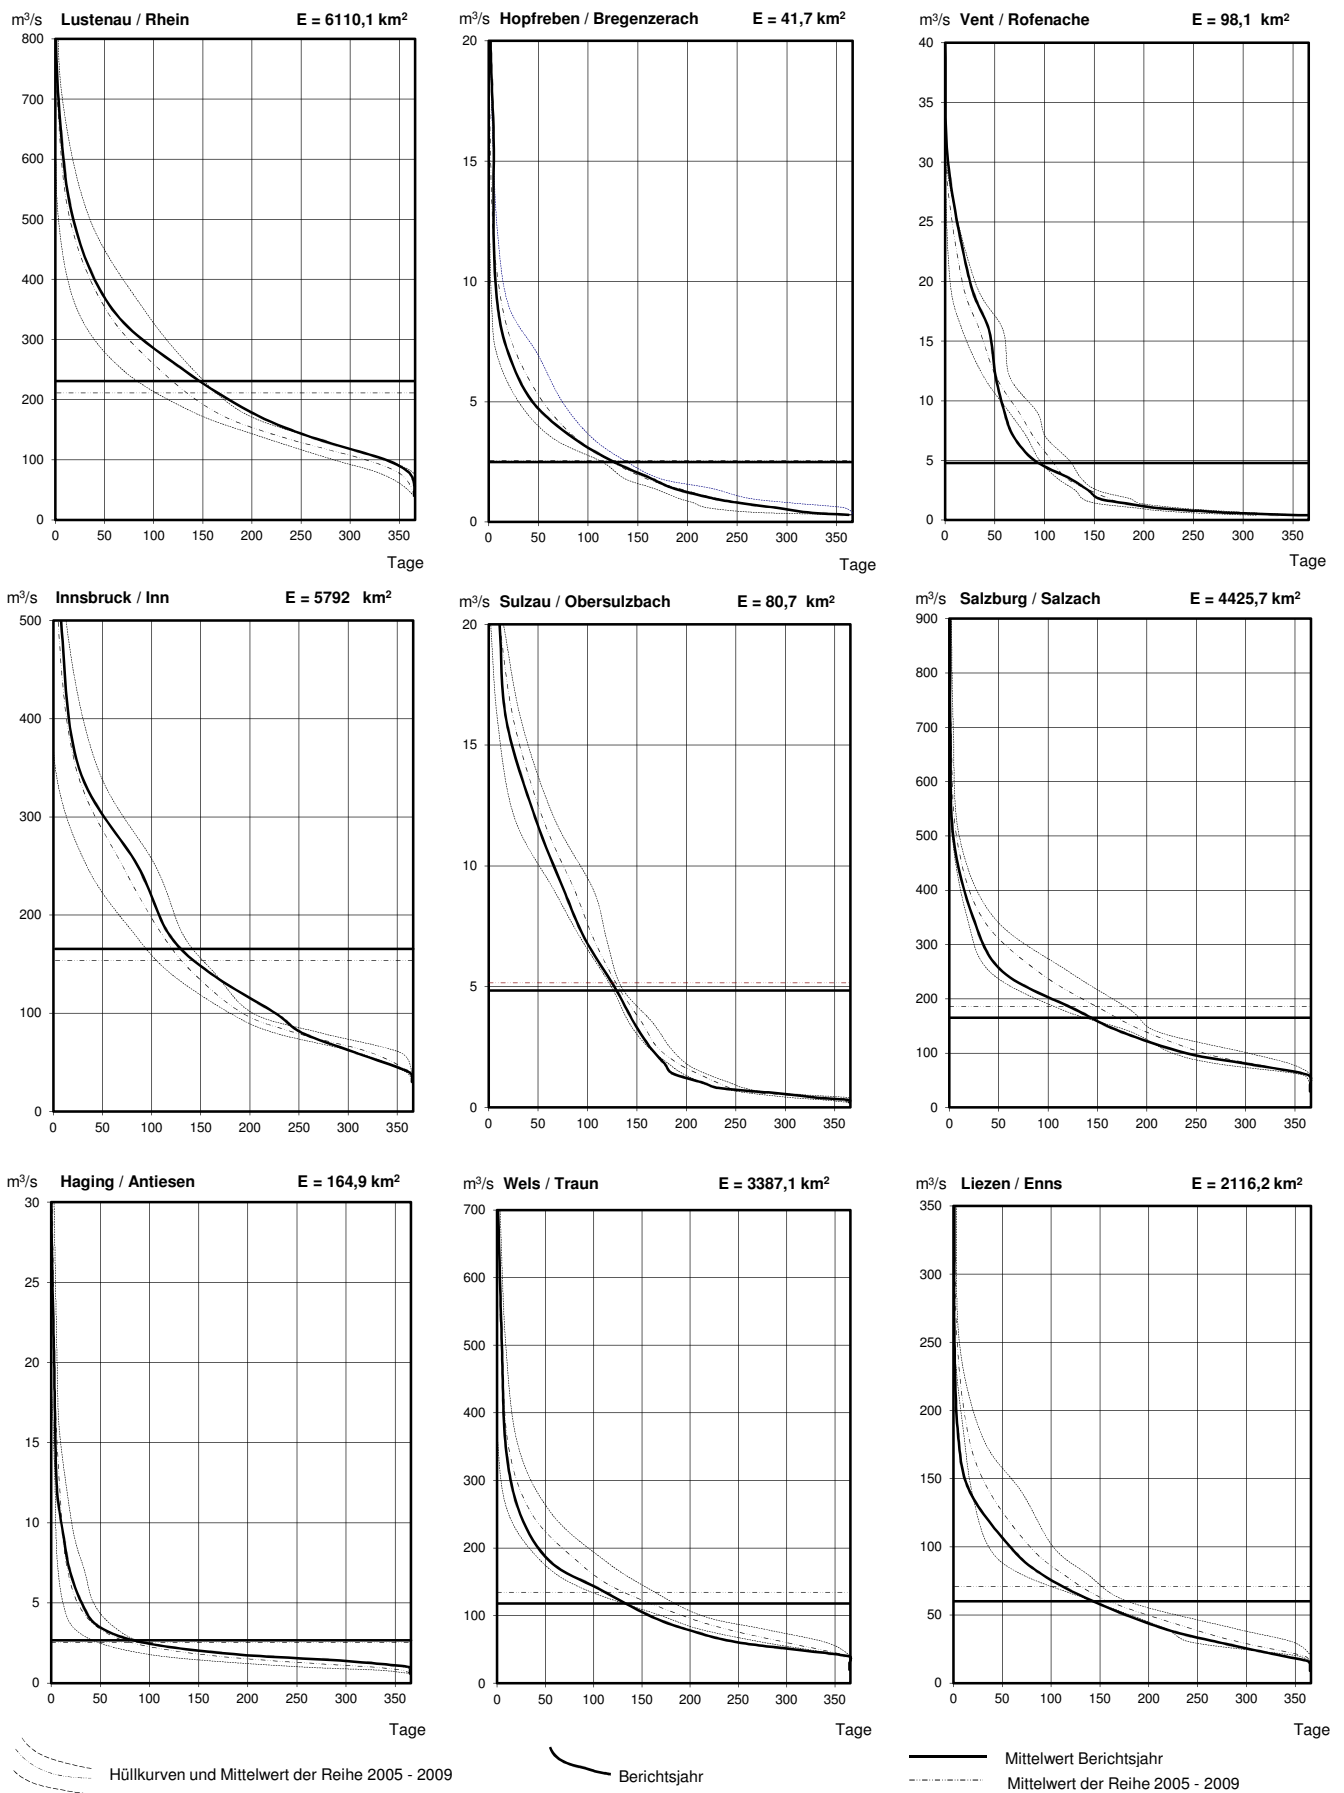 m³/s Lustenau / Rhein E = 6110,1 km²
800
700
600
500
400
300
200
100
0
0 50 100 150 200 250 300 350
Tage
m³/s Hopfreben / Bregenzerach E = 41,7 km²
20
15
10
5
0
0 50 100 150 200 250 300 350
Tage
m³/s Vent / Rofenache E = 98,1 km²
40
35
30
25
20
15
10
5
0
0 50 100 150 200 250 300 350
Tage
m³/s Innsbruck / Inn E = 5792 km²
500
400
300
200
100
0
0 50 100 150 200 250 300 350
m³/s Sulzau / Obersulzbach E = 80,7 km²
20
15
10
5
0
0 50 100 150 200 250 300 350
m³/s Salzburg / Salzach E = 4425,7 km²
900
800
700
600
500
400
300
200
100
0
0 50 100 150 200 250 300 350
m³/s Haging / Antiesen E = 164,9 km²
30
25
20
15
10
5
0
0 50 100 150 200 250 300 350
Tage
m³/s Wels / Traun E = 3387,1 km²
700
600
500
400
300
200
100
0
0 50 100 150 200 250 300 350
Tage
m³/s Liezen / Enns E = 2116,2 km²
350
300
250
200
150
100
50
0
0 50 100 150 200 250 300 350
Tage
Hüllkurven und Mittelwert der Reihe 2005 - 2009
Berichtsjahr
Mittelwert Berichtsjahr
Mittelwert der Reihe 2005 - 2009